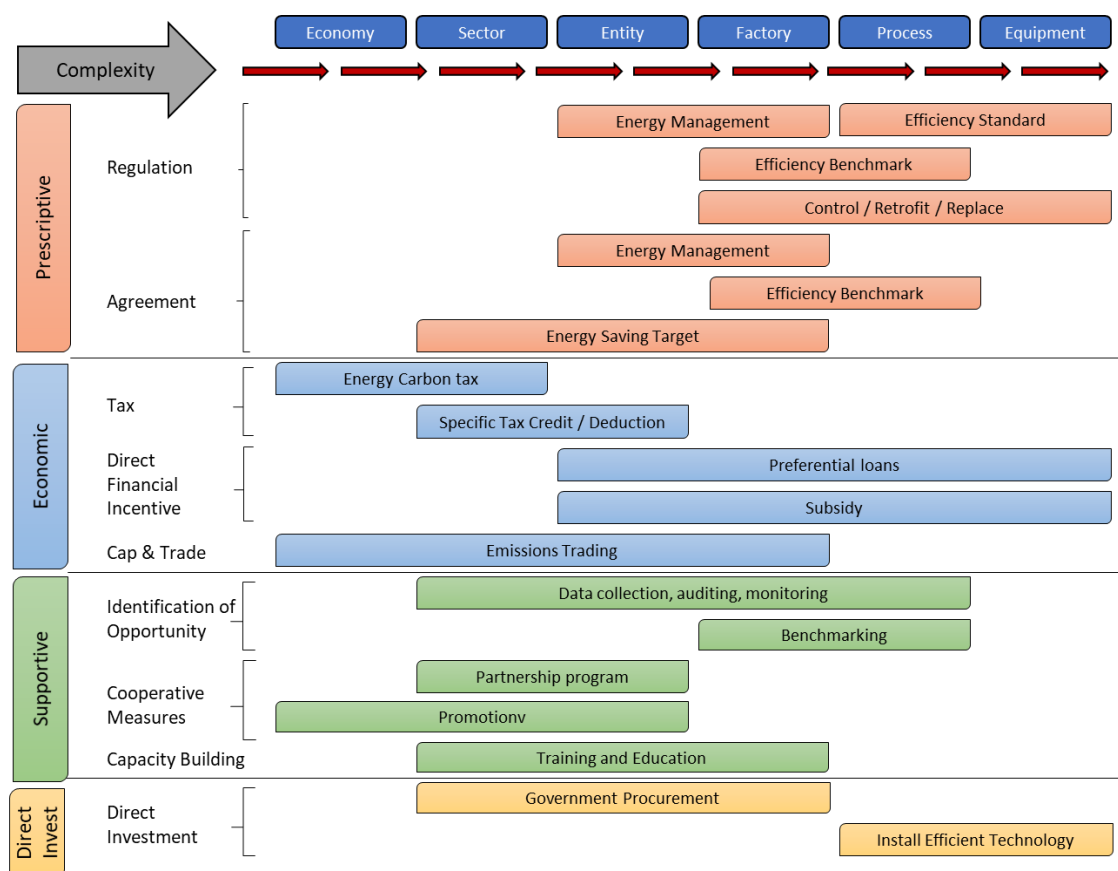 Economy
Sector
Entity
Factory
Process
Equipment
Complexity
Prescriptive
Regulation
Energy Management
Efficiency Standard
Efficiency Benchmark
Control / Retrofit / Replace
Agreement
Energy Management
Efficiency Benchmark
Energy Saving Target
Economic
Tax
Energy Carbon tax
Specific Tax Credit / Deduction
Direct
Financial
Incentive
Preferential loans
Subsidy
Cap & Trade
Emissions Trading
Supportive
Identification of
Opportunity
Data collection, auditing, monitoring
Benchmarking
Cooperative
Measures
Partnership program
Promotionv
Capacity Building
Training and Education
Direct
Invest
Direct
Investment
Government Procurement
Install Efficient Technology